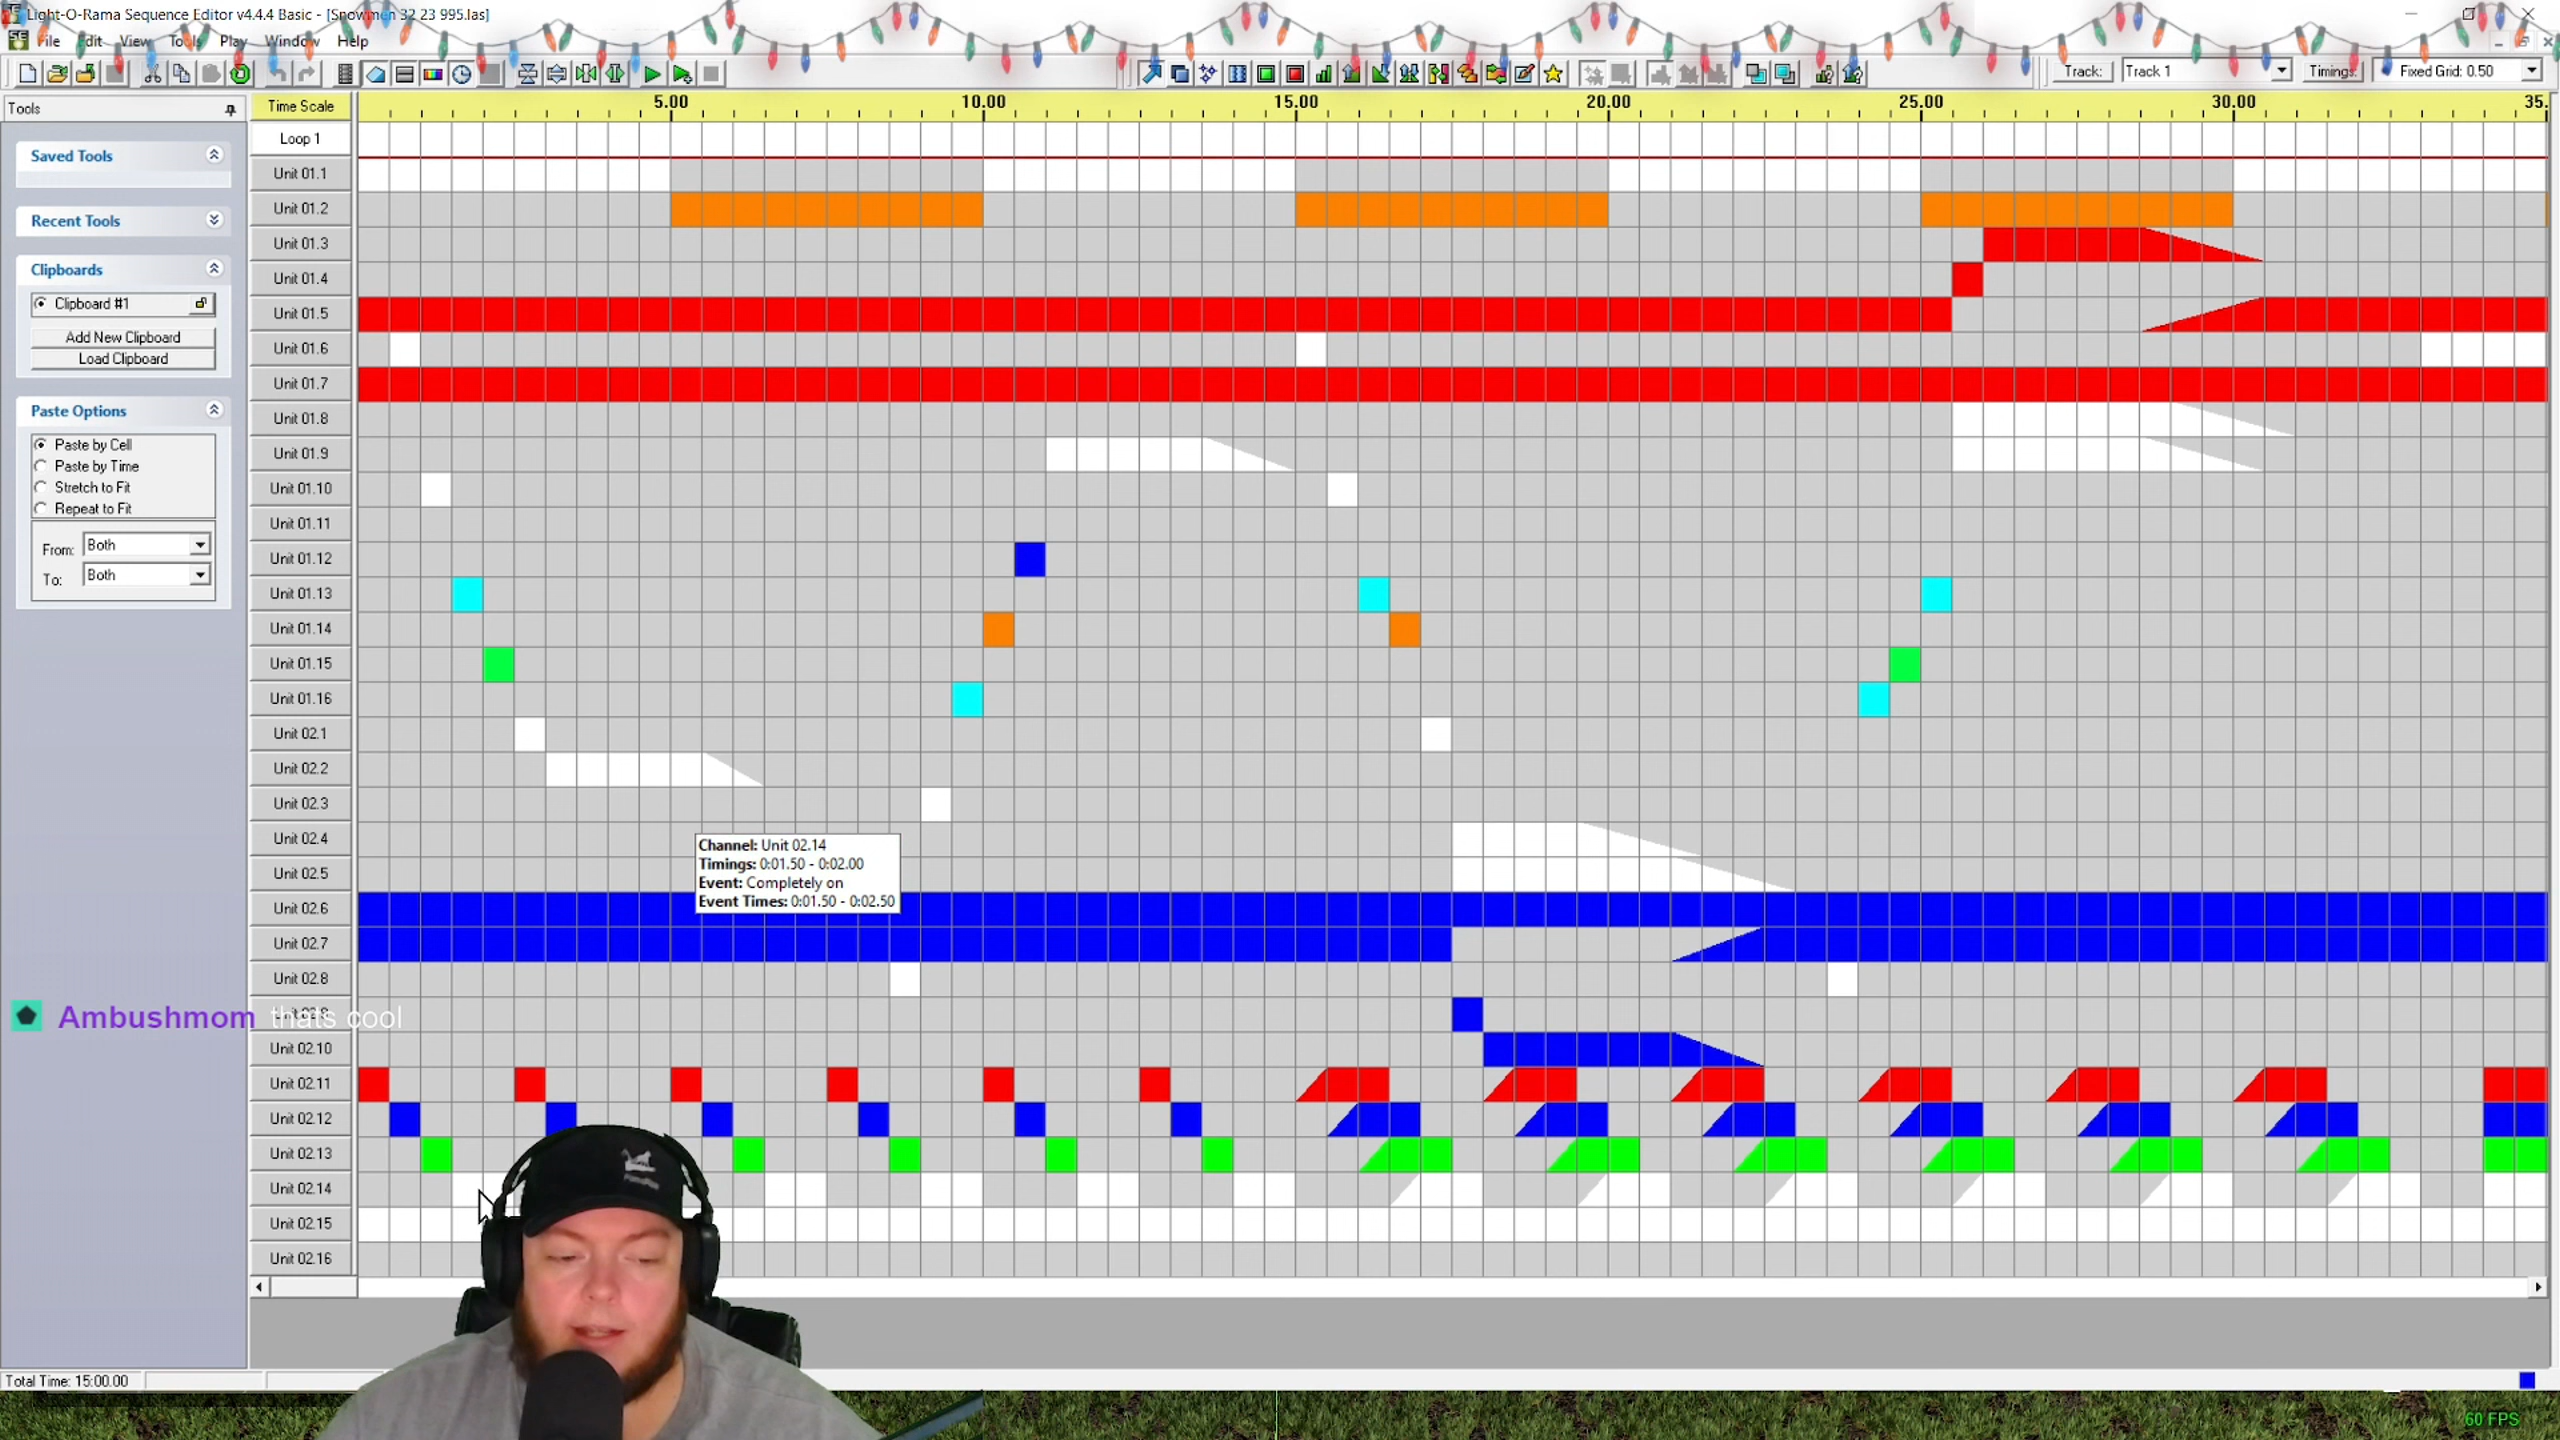 Light-O-Rama Sequence Editor v4.4.4 Basic - [Snowmen 32 23 995.las]
File Edit View Tools Play Window Help
Track: Track 1 Timings: Fixed Grid: 0.50
Tools
Saved Tools
Recent Tools
Clipboards
Clipboard #1
Add New Clipboard
Load Clipboard
Paste Options
Paste by Cell
Paste by Time
Stretch to Fit
Repeat to Fit
From: Both
To: Both
Time Scale 5.00 10.00 15.00 20.00 25.00 30.00 35.
Loop 1
Unit 01.1
Unit 01.2
Unit 01.3
Unit 01.4
Unit 01.5
Unit 01.6
Unit 01.7
Unit 01.8
Unit 01.9
Unit 01.10
Unit 01.11
Unit 01.12
Unit 01.13
Unit 01.14
Unit 01.15
Unit 01.16
Unit 02.1
Unit 02.2
Unit 02.3
Unit 02.4
Unit 02.5
Unit 02.6
Unit 02.7
Unit 02.8
Unit 02.10
Unit 02.11
Unit 02.12
Unit 02.13
Unit 02.14
Unit 02.15
Unit 02.16
Channel: Unit 02.14
Timings: 0:01.50 - 0:02.00
Event: Completely on
Event Times: 0:01.50 - 0:02.50
Ambushmom thats cool
Total Time: 15:00.00
60 FPS